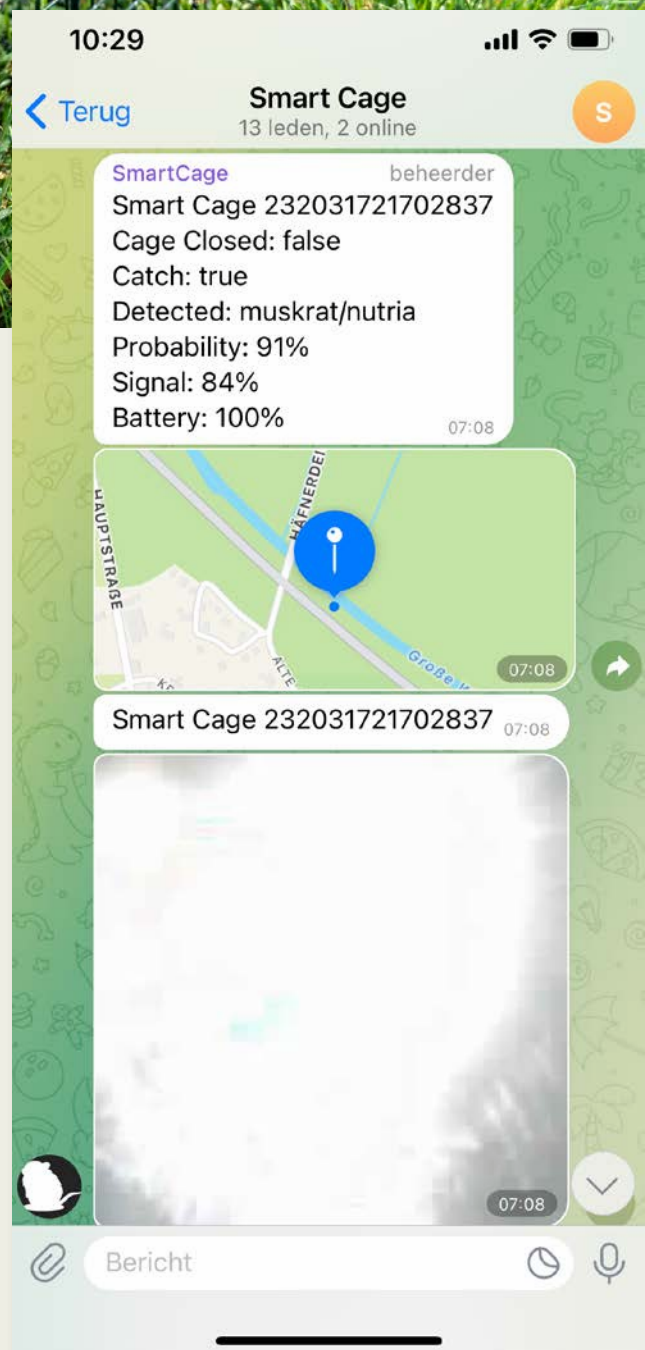 10:29
Terug
Smart Cage
13 leden, 2 online
S
SmartCage beheerder
Smart Cage 232031721702837
Cage Closed: false
Catch: true
Detected: muskrat/nutria
Probability: 91%
Signal: 84%
Battery: 100%
07:08
HAUPTSTRAßE
HÄFNERDEI
ALTE
Große
07:08
Smart Cage 232031721702837 07:08
07:08
Bericht